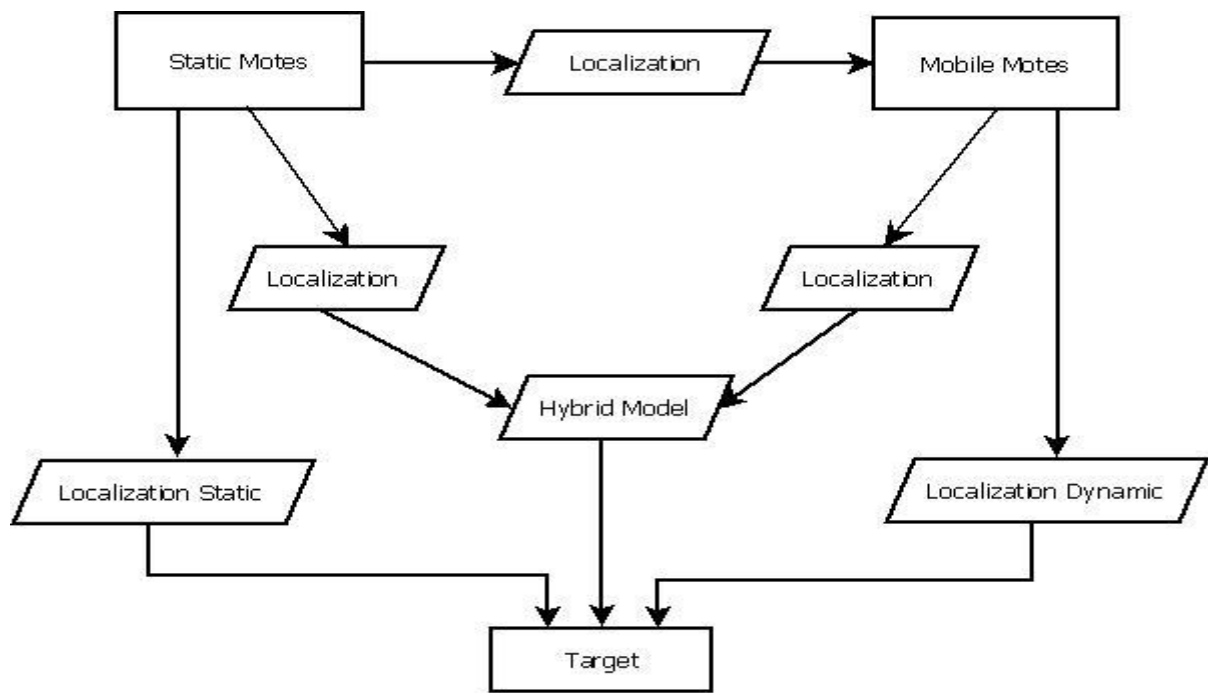 Static Motes
Localization
Mobile Motes
Localization
Localization
Hybrid Model
Localization Static
Localization Dynamic
Target